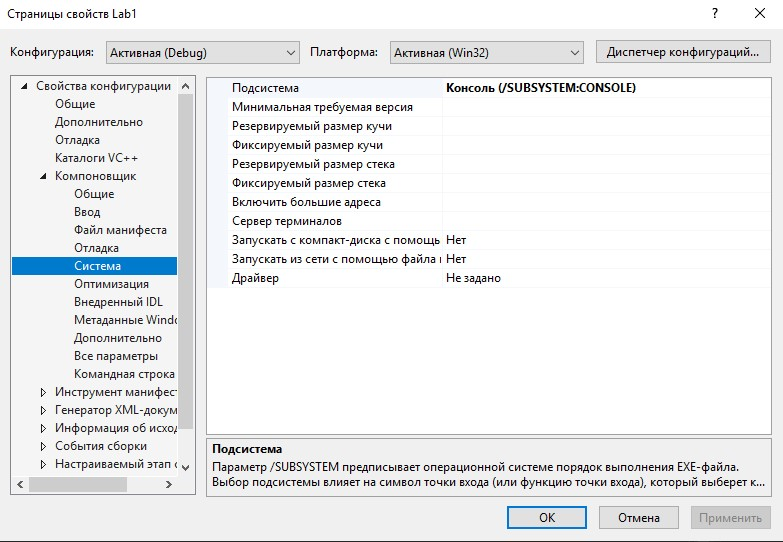 Страницы свойств Lab1
?
Конфигурация: Активная (Debug) Платформа: Активная (Win32) Диспетчер конфигураций...
Свойства конфигурации
Общие
Дополнительно
Отладка
Каталоги VC++
Компоновщик
Общие
Ввод
Файл манифеста
Отладка
Система
Оптимизация
Внедренный IDL
Метаданные Windo
Дополнительно
Все параметры
Командная строка
Инструмент манифест
Генератор XML-докум
Информация об исход
События сборки
Настраиваемый этап с
Подсистема Консоль (/SUBSYSTEM:CONSOLE)
Минимальная требуемая версия
Резервируемый размер кучи
Фиксируемый размер кучи
Резервируемый размер стека
Фиксируемый размер стека
Включить большие адреса
Сервер терминалов
Запускать с компакт-диска с помощь Нет
Запускать из сети с помощью файла Нет
Драйвер Не задано
Подсистема
Параметр /SUBSYSTEM предписывает операционной системе порядок выполнения EXE-файла.
Выбор подсистемы влияет на символ точки входа (или функцию точки входа), который выберет к...
ОК Отмена Применить